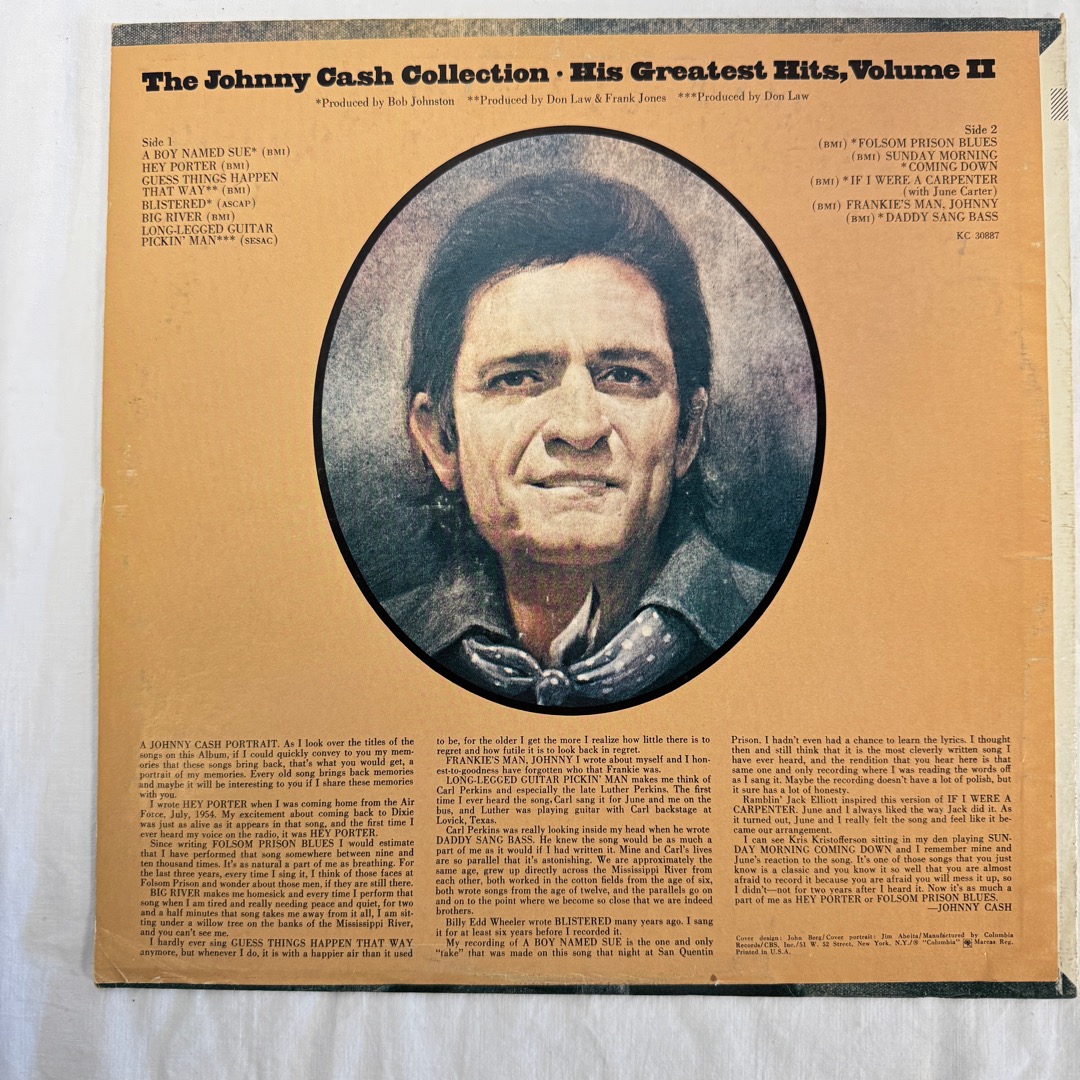 The Johnny Cash Collection · His Greatest Hits, Volume II
*Produced by Bob Johnston **Produced by Don Law & Frank Jones ***Produced by Don Law
Side 1
A BOY NAMED SUE* (BMI)
HEY PORTER (BMI)
GUESS THINGS HAPPEN
THAT WAY** (BMI)
BLISTERED* (ASCAP)
BIG RIVER (BMI)
LONG-LEGGED GUITAR
PICKIN' MAN*** (SESAC)
Side 2
(BMI) *FOLSOM PRISON BLUES
(BMI) SUNDAY MORNING
*COMING DOWN
(BMI) *IF I WERE A CARPENTER
(with June Carter)
(BMI) FRANKIE'S MAN, JOHNNY
(BMI) *DADDY SANG BASS
KC 30887
A JOHNNY CASH PORTRAIT. As I look over the titles of the
songs on this Album, if I could quickly convey to you my mem-
ories that these songs bring back, that's what you would get, a
portrait of my memories. Every old song brings back memories
and maybe it will be interesting to you if I share these memories
with you.
I wrote HEY PORTER when I was coming home from the Air
Force, July, 1954. My excitement about coming back to Dixie
was just as alive as it appears in that song, and the first time I
ever heard my voice on the radio, it was HEY PORTER.
Since writing FOLSOM PRISON BLUES I would estimate
that I have performed that song somewhere between nine and
ten thousand times. It's as natural a part of me as breathing. For
the last three years, every time I sing it, I think of those faces at
Folsom Prison and wonder about those men, if they are still there.
BIG RIVER makes me homesick and every time I perform that
song when I am tired and really needing peace and quiet, for two
and a half minutes that song takes me away from it all, I am sit-
ting under a willow tree on the banks of the Mississippi River,
and you can't see me.
I hardly ever sing GUESS THINGS HAPPEN THAT WAY
anymore, but whenever I do, it is with a happier air than it used
to be, for the older I get the more I realize how little there is to
regret and how futile it is to look back in regret.
FRANKIE'S MAN, JOHNNY I wrote about myself and I hon-
est-to-goodness have forgotten who that Frankie was.
LONG-LEGGED GUITAR PICKIN' MAN makes me think of
Carl Perkins and especially the late Luther Perkins. The first
time I ever heard the song, Carl sang it for June and me on the
bus, and Luther was playing guitar with Carl backstage at
Lovick, Texas.
Carl Perkins was really looking inside my head when he wrote
DADDY SANG BASS. He knew the song would be as much a
part of me as it would if I had written it. Mine and Carl's lives
are so parallel that it's astonishing. We are approximately the
same age, grew up directly across the Mississippi River from
each other, both worked in the cotton fields from the age of six,
both wrote songs from the age of twelve, and the parallels go on
and on to the point where we become so close that we are indeed
brothers.
Billy Edd Wheeler wrote BLISTERED many years ago. I sang
it for at least six years before I recorded it.
My recording of A BOY NAMED SUE is the one and only
"take" that was made on this song that night at San Quentin
Prison. I hadn't even had a chance to learn the lyrics. I thought
then and still think that it is the most cleverly written song I
have ever heard, and the rendition that you hear here is that
same one and only recording where I was reading the words off
as I sang it. Maybe the recording doesn't have a lot of polish, but
it sure has a lot of honesty.
Ramblin' Jack Elliott inspired this version of IF I WERE A
CARPENTER. June and I always liked the way Jack did it. As
it turned out, June and I really felt the song and feel like it be-
came our arrangement.
I can see Kris Kristofferson sitting in my den playing SUN-
DAY MORNING COMING DOWN and I remember mine and
June's reaction to the song. It's one of those songs that you just
know is a classic and you know it so well that you are almost
afraid to record it because you are afraid you will mess it up, so
I didn't—not for two years after I heard it. Now it's as much a
part of me as HEY PORTER or FOLSOM PRISON BLUES.
—JOHNNY CASH
Cover design: John Berg/Cover portrait: Jim Abeita/Manufactured by Columbia
Records/CBS, Inc./51 W. 52 Street, New York, N.Y./® "Columbia" Marcas Reg.
Printed in U.S.A.